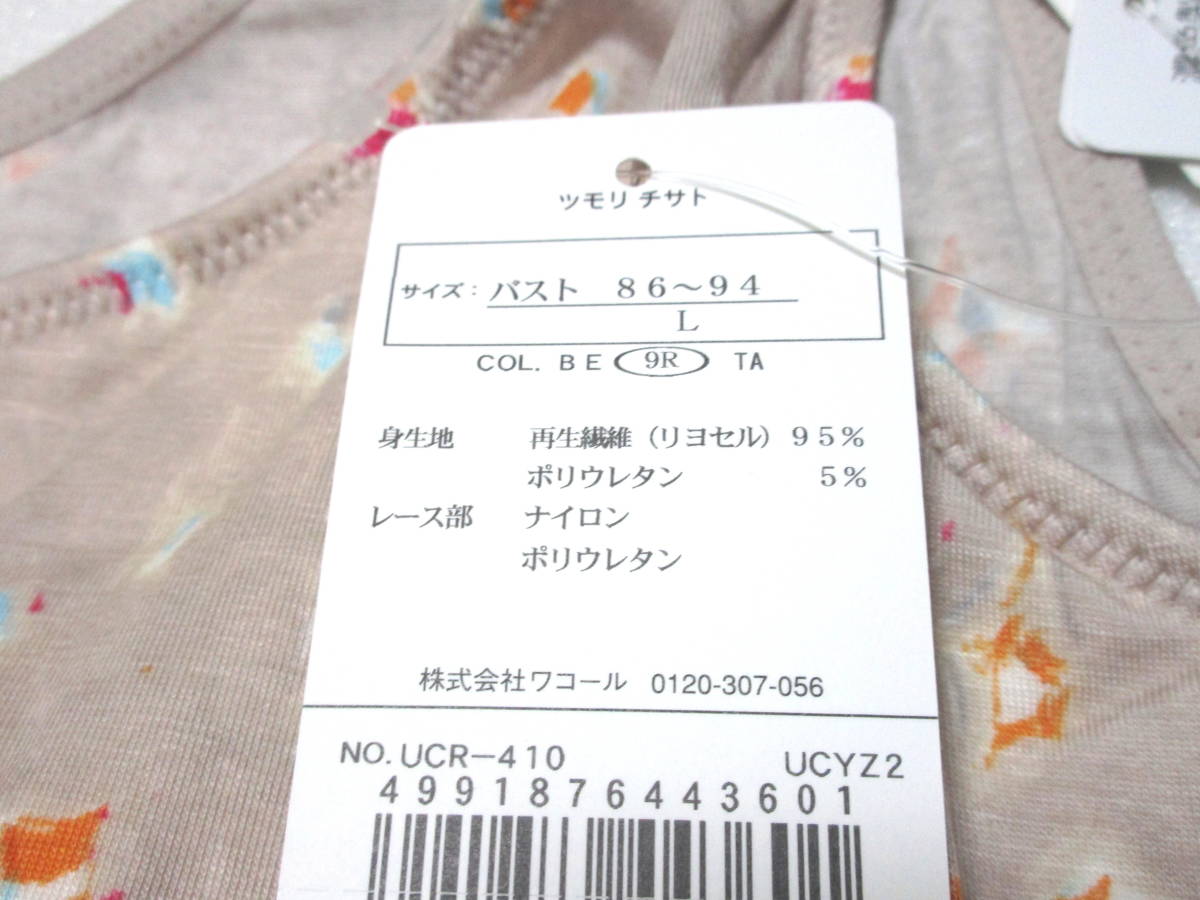 ツモリ チサト
サイズ: バスト 86～94
L
COL. BE 9R TA
身生地 再生繊維 (リヨセル) 95%
ポリウレタン 5%
レース部 ナイロン
ポリウレタン
株式会社ワコール 0120-307-056
NO. UCR-410 UCYZ2
4991876443601